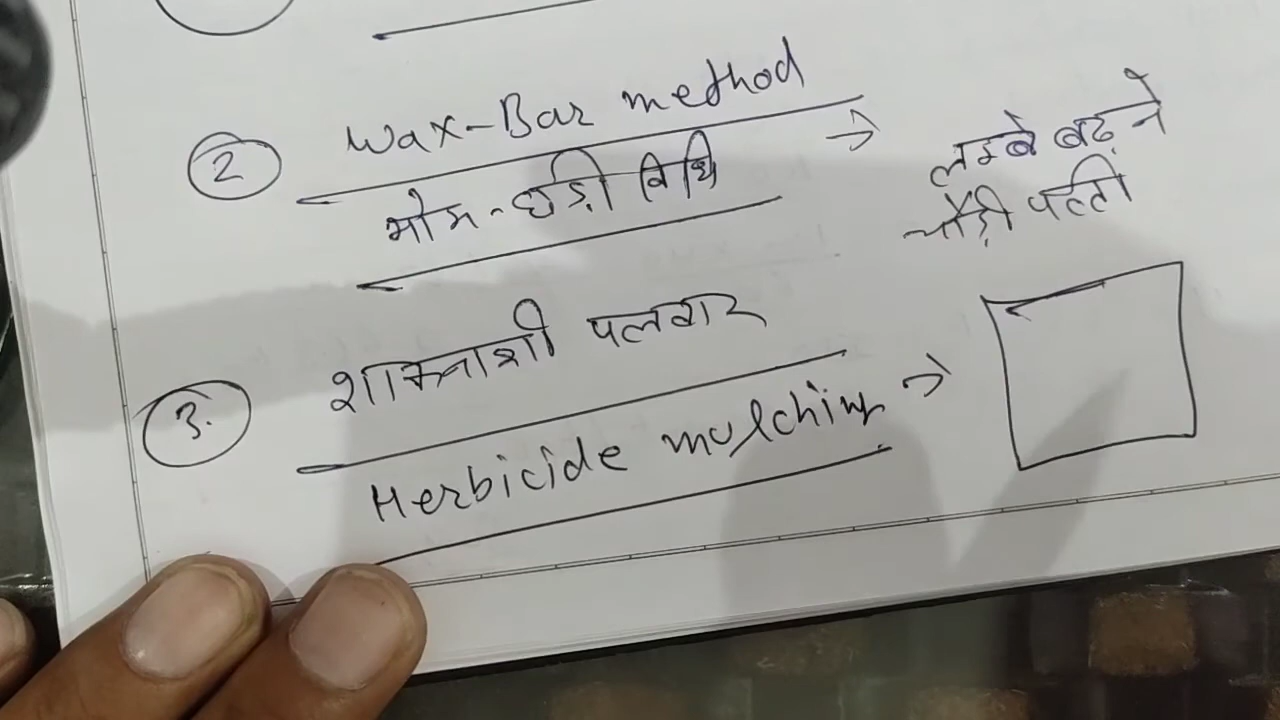 ② Wax-Bar method
मोम-छड़ी विधि →
लम्बे बढ़ने
चौड़ी पत्ती
③. शाकनाशी पलवार
Herbicide mulching →